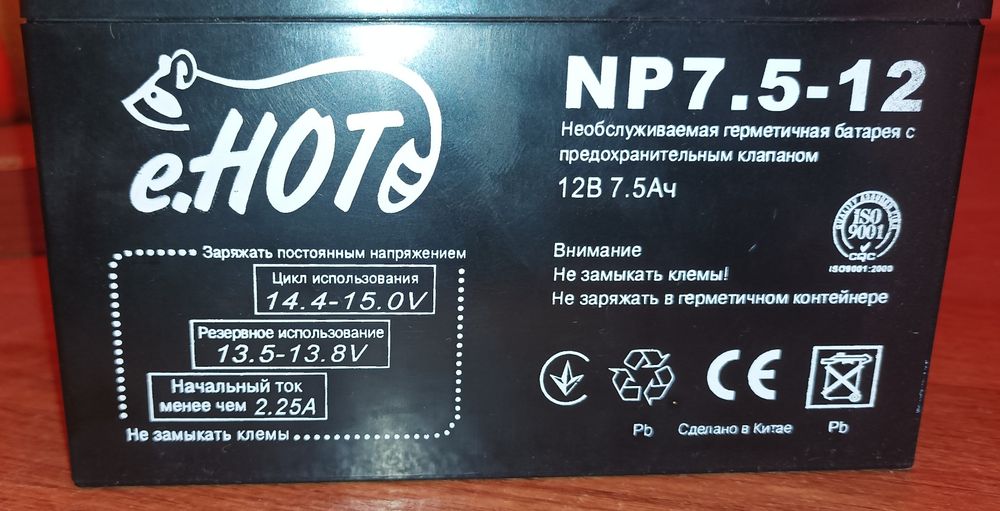 e.НОТ
NP7.5-12
Необслуживаемая герметичная батарея с
предохранительным клапаном
12В 7.5Ач
QUALITY
ISO
9001
CQC
ISO9001:2000
Внимание
Не замыкать клемы!
Не заряжать в герметичном контейнере
Заряжать постоянным напряжением
Цикл использования
14.4-15.0V
Резервное использование
13.5-13.8V
Начальный ток
менее чем 2.25A
Не замыкать клемы
CE
Pb
Сделано в Китае
Pb